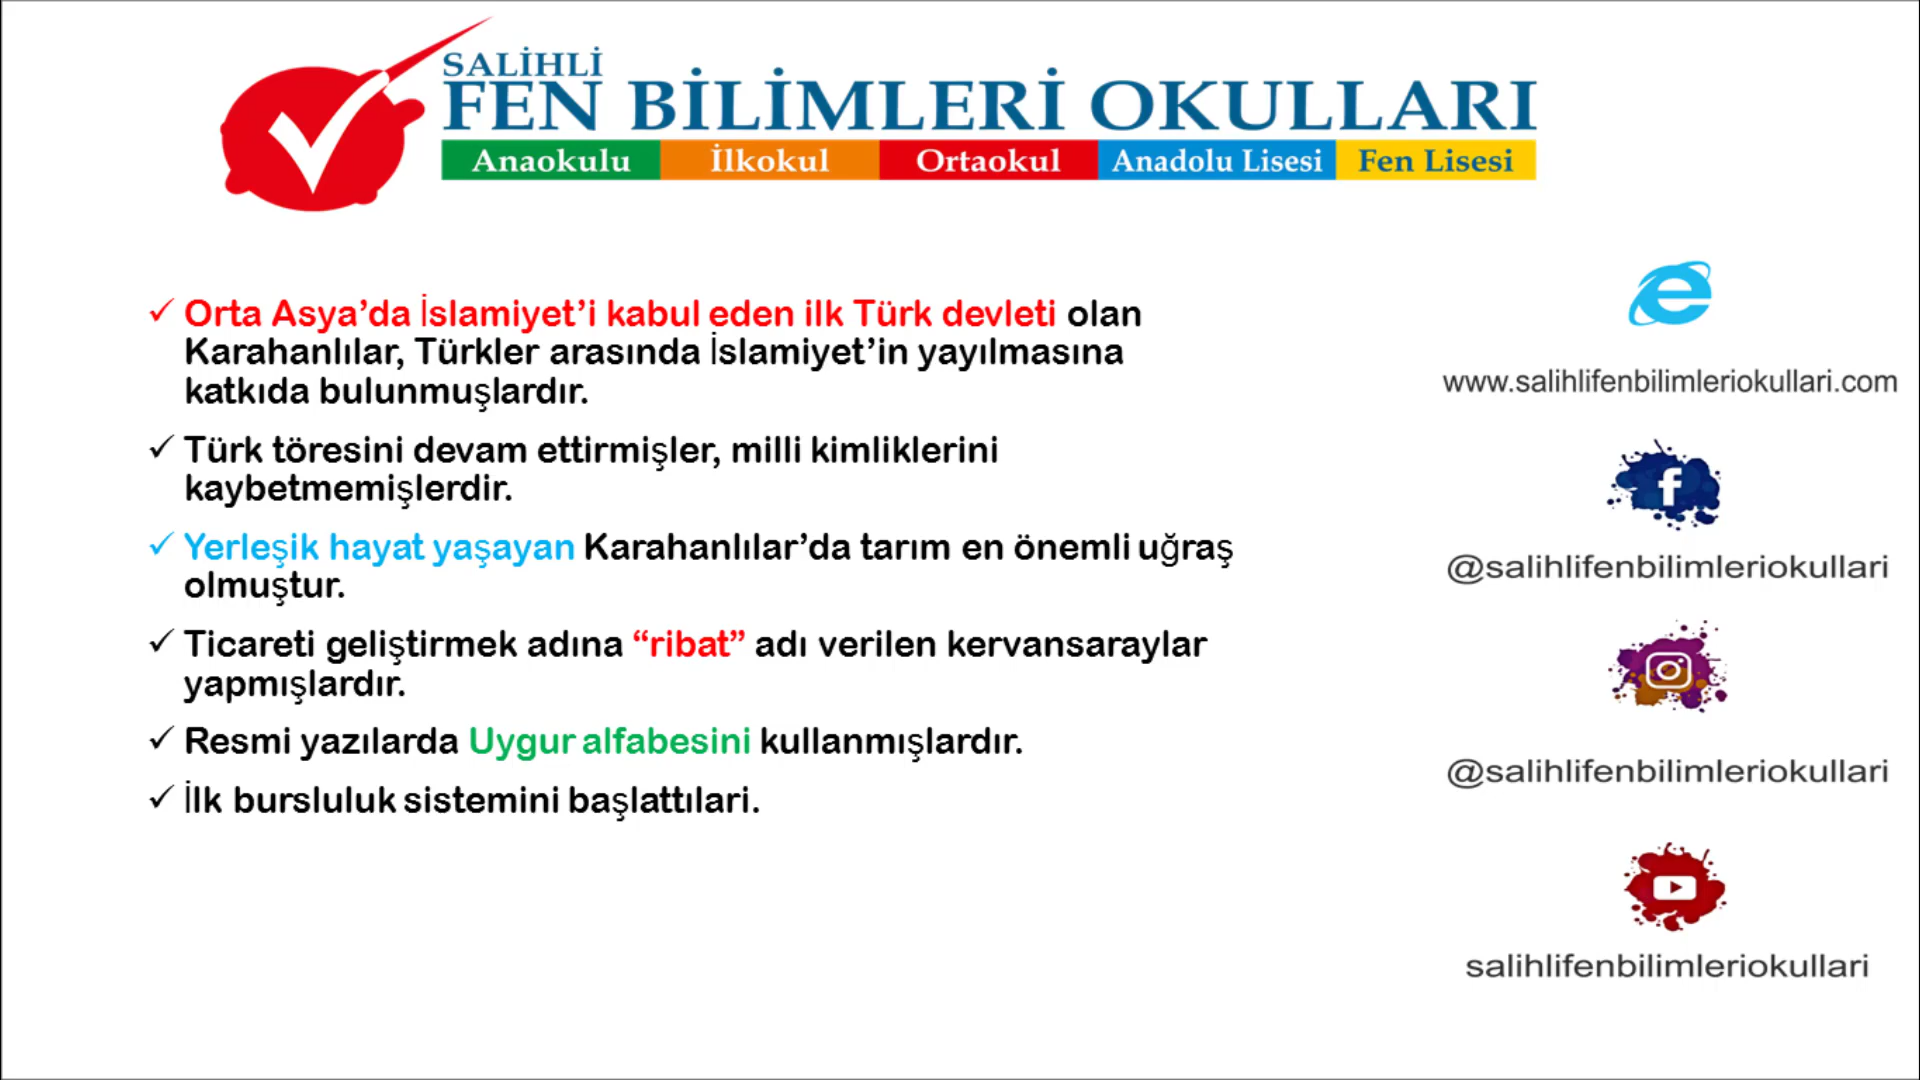 SALİHLİ
FEN BİLİMLERİ OKULLARI
Anaokulu İlkokul Ortaokul Anadolu Lisesi Fen Lisesi
✓ Orta Asya’da İslamiyet’i kabul eden ilk Türk devleti olan
Karahanlılar, Türkler arasında İslamiyet’in yayılmasına
katkıda bulunmuşlardır.
✓ Türk töresini devam ettirmişler, milli kimliklerini
kaybetmemişlerdir.
✓ Yerleşik hayat yaşayan Karahanlılar’da tarım en önemli uğraş
olmuştur.
✓ Ticareti geliştirmek adına “ribat” adı verilen kervansaraylar
yapmışlardır.
✓ Resmi yazılarda Uygur alfabesini kullanmışlardır.
✓ İlk bursluluk sistemini başlattılari.
www.salihlifenbilimleriokullari.com
@salihlifenbilimleriokullari
@salihlifenbilimleriokullari
salihlifenbilimleriokullari